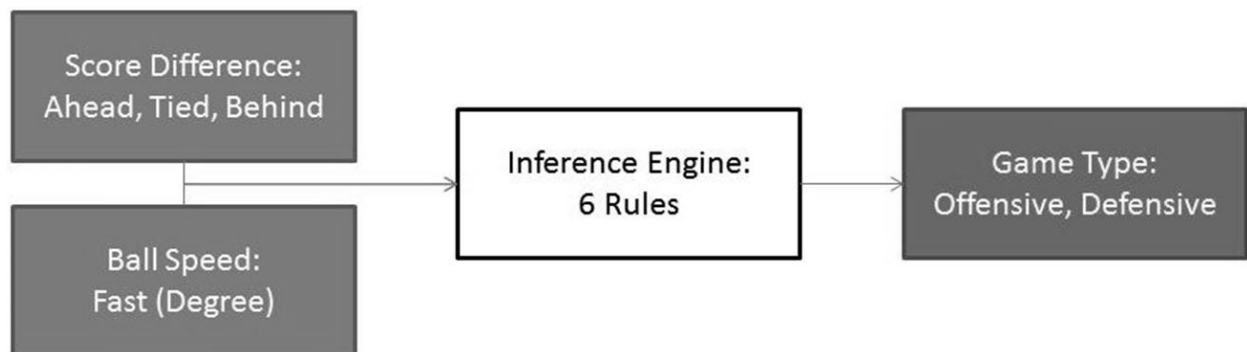 Score Difference:
Ahead, Tied, Behind
Ball Speed:
Fast (Degree)
Inference Engine:
6 Rules
Game Type:
Offensive, Defensive